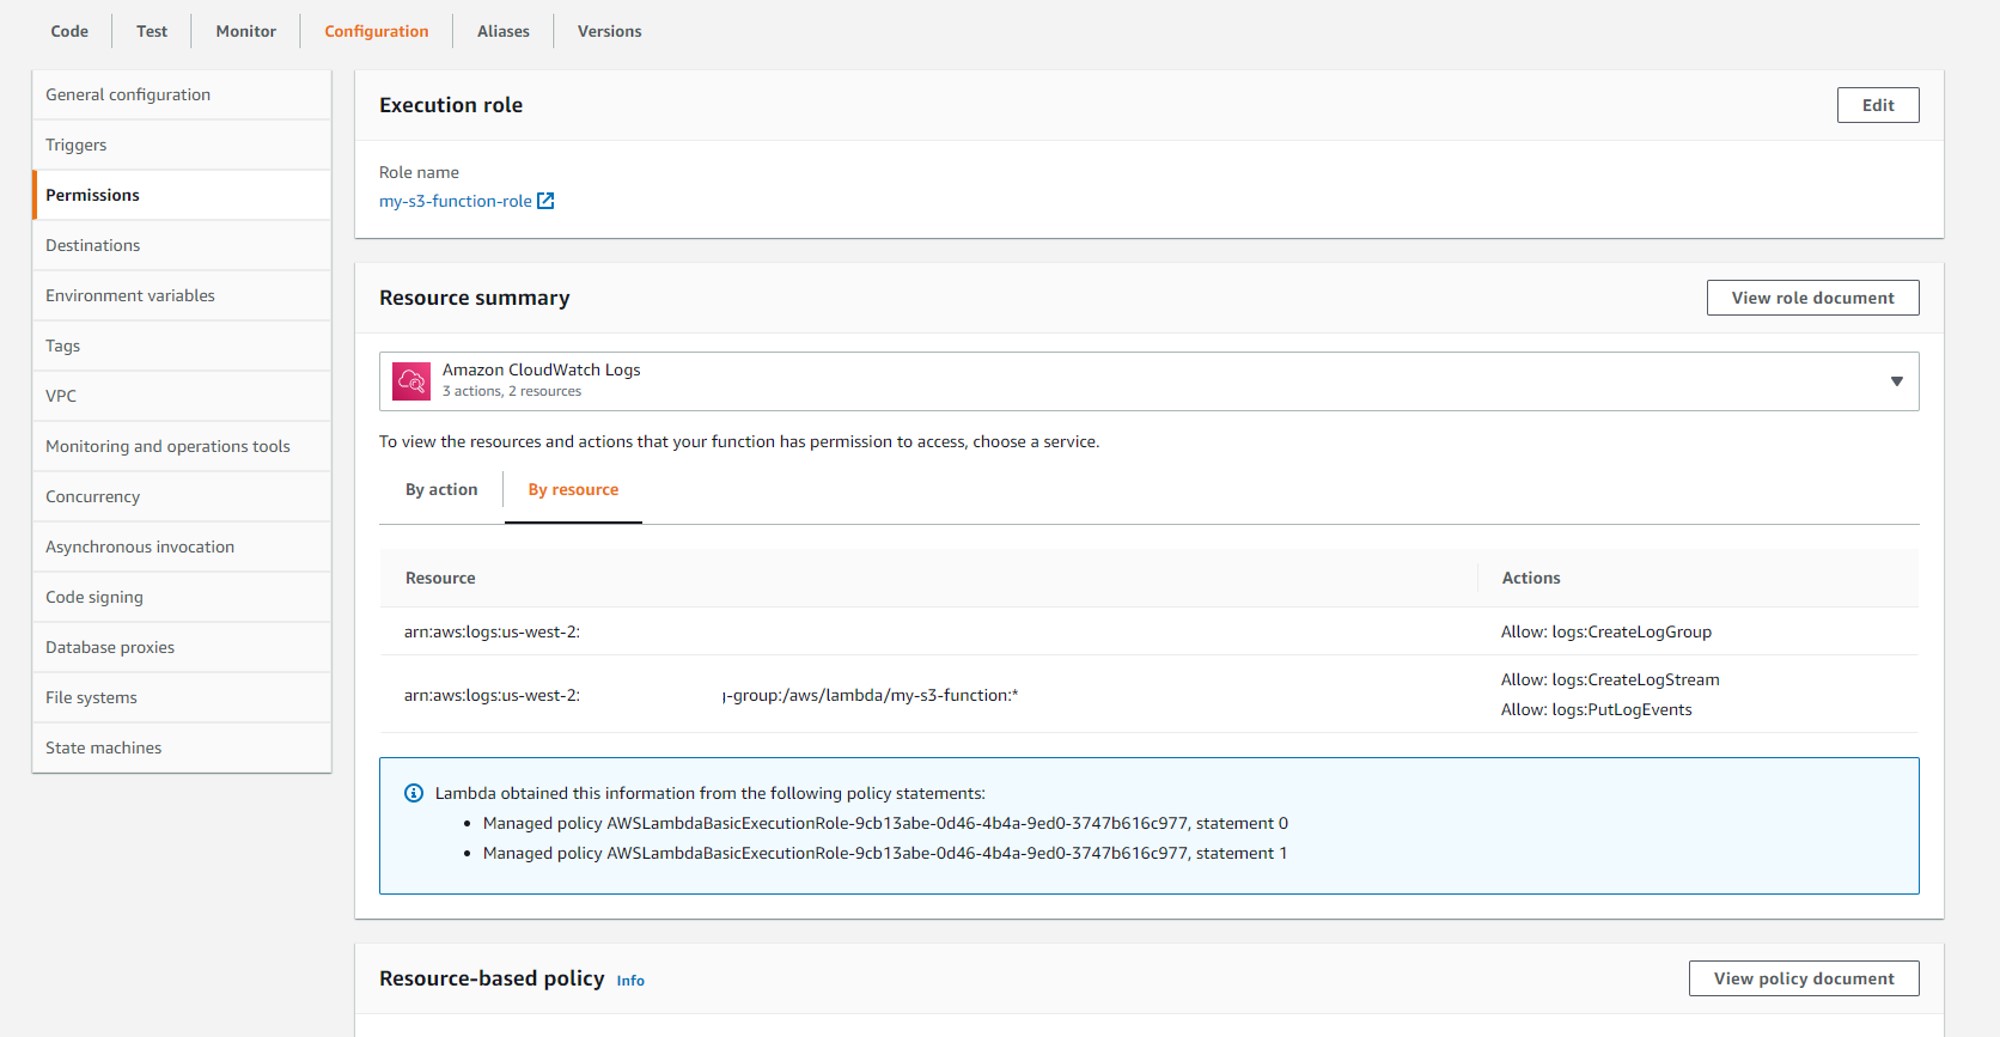 Code Test Monitor Configuration Aliases Versions
General configuration
Triggers
Permissions
Destinations
Environment variables
Tags
VPC
Monitoring and operations tools
Concurrency
Asynchronous invocation
Code signing
Database proxies
File systems
State machines
Execution role
Edit
Role name
my-s3-function-role
Resource summary
View role document
Amazon CloudWatch Logs
3 actions, 2 resources
To view the resources and actions that your function has permission to access, choose a service.
By action By resource
Resource Actions
arn:aws:logs:us-west-2: Allow: logs:CreateLogGroup
arn:aws:logs:us-west-2: -group:/aws/lambda/my-s3-function:*
Allow: logs:CreateLogStream
Allow: logs:PutLogEvents
Lambda obtained this information from the following policy statements:
• Managed policy AWSLambdaBasicExecutionRole-9cb13abe-0d46-4b4a-9ed0-3747b616c977, statement 0
• Managed policy AWSLambdaBasicExecutionRole-9cb13abe-0d46-4b4a-9ed0-3747b616c977, statement 1
Resource-based policy Info
View policy document